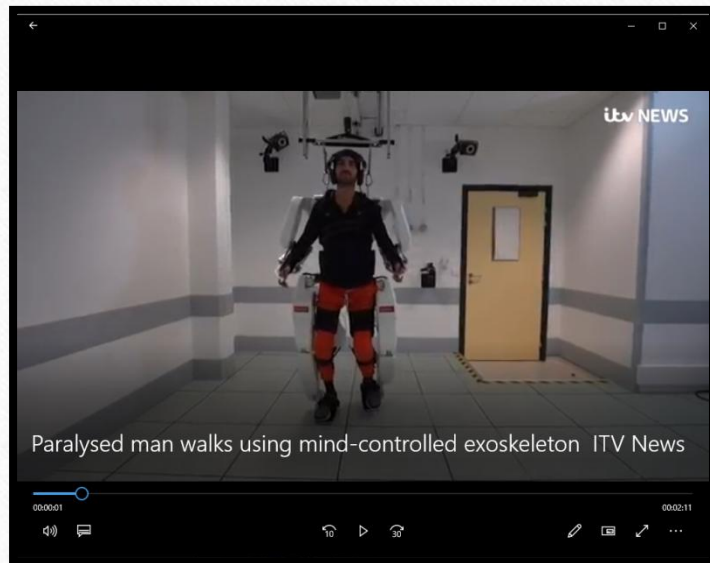 itv NEWS
Paralysed man walks using mind-controlled exoskeleton ITV News
00:00:01
00:02:11
10
30